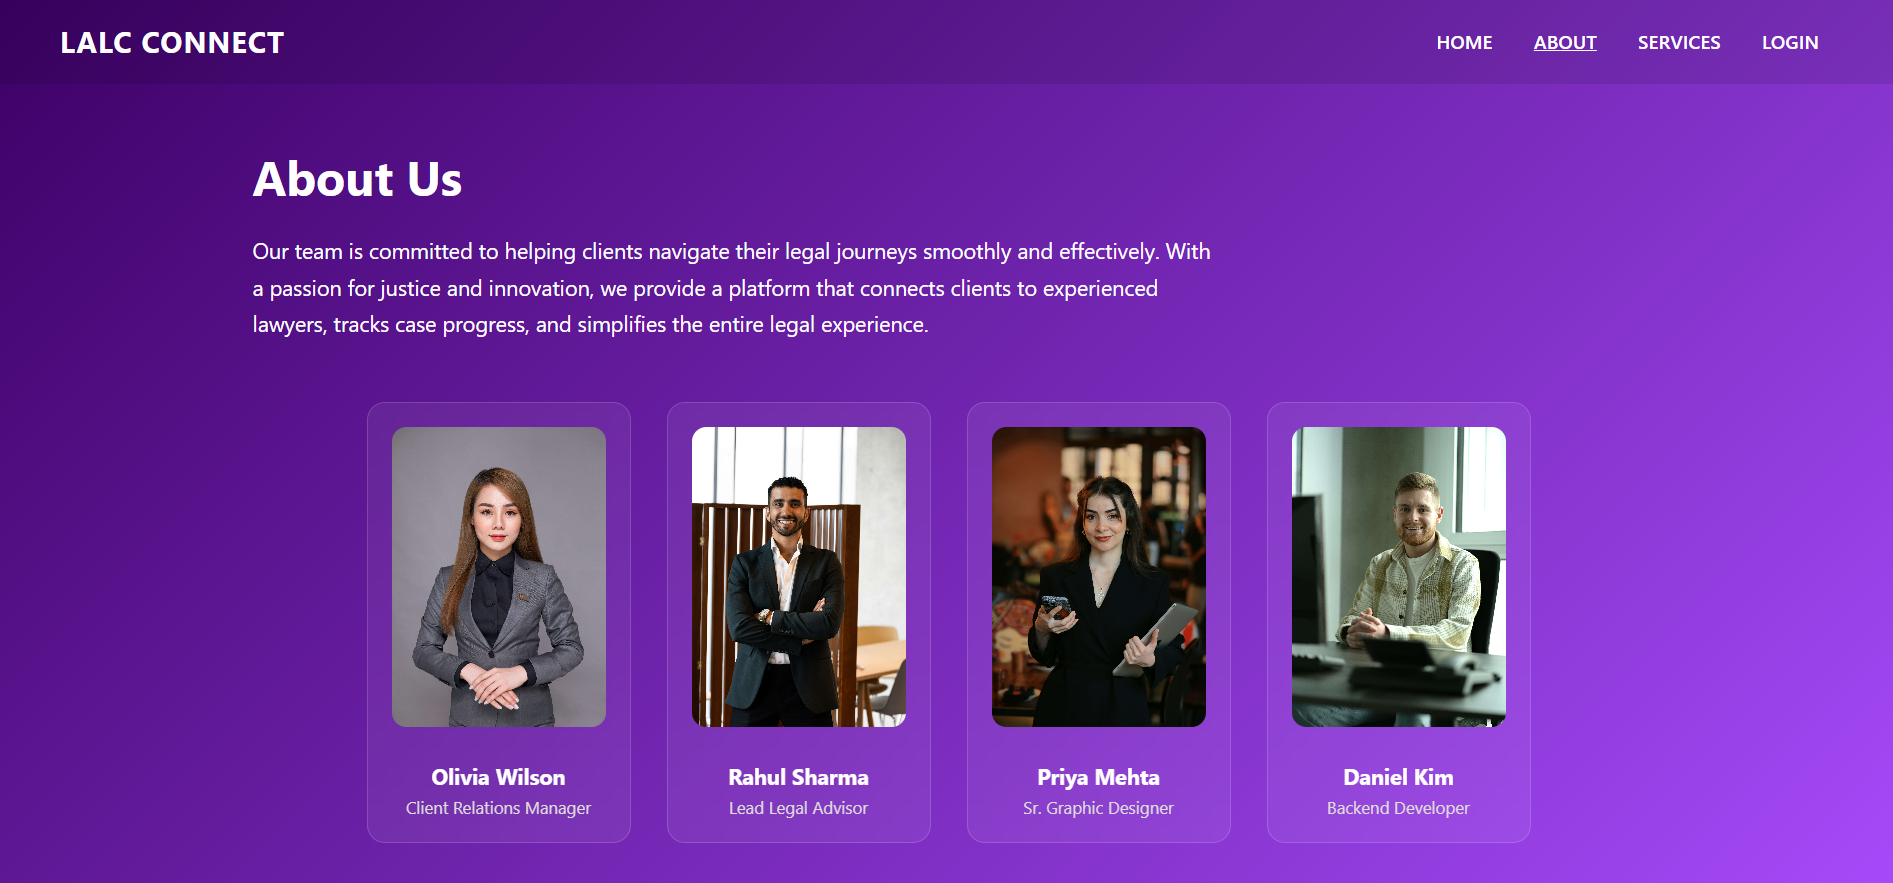 LALC CONNECT
HOME ABOUT SERVICES LOGIN
About Us
Our team is committed to helping clients navigate their legal journeys smoothly and effectively. With
a passion for justice and innovation, we provide a platform that connects clients to experienced
lawyers, tracks case progress, and simplifies the entire legal experience.
Olivia Wilson
Client Relations Manager
Rahul Sharma
Lead Legal Advisor
Priya Mehta
Sr. Graphic Designer
Daniel Kim
Backend Developer